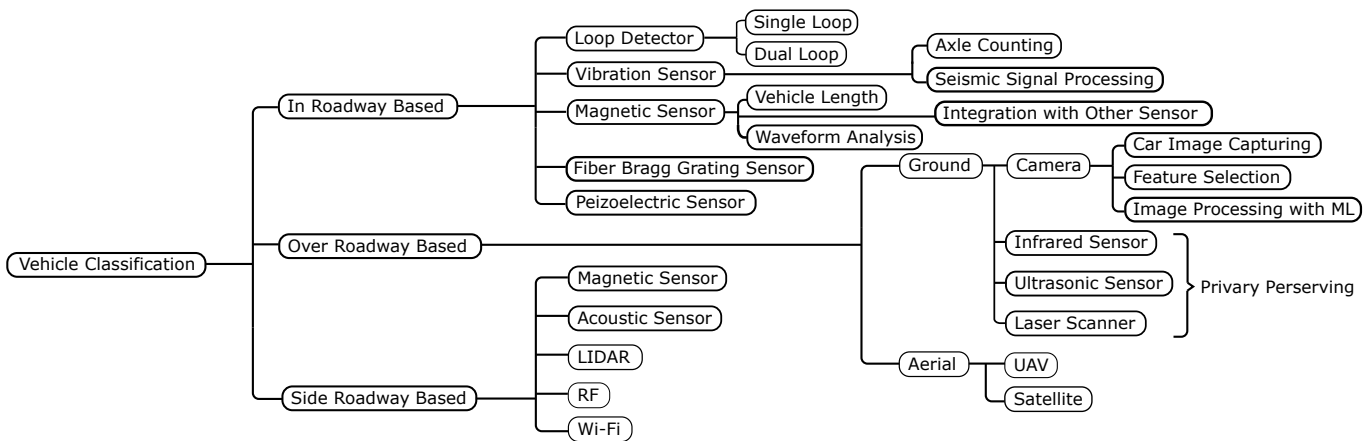 Vehicle Classification
In Roadway Based
Loop Detector
Single Loop
Dual Loop
Vibration Sensor
Axle Counting
Seismic Signal Processing
Magnetic Sensor
Vehicle Length
Integration with Other Sensor
Waveform Analysis
Fiber Bragg Grating Sensor
Peizoelectric Sensor
Over Roadway Based
Ground
Camera
Car Image Capturing
Feature Selection
Image Processing with ML
Infrared Sensor
Ultrasonic Sensor
Laser Scanner
Privary Perserving
Aerial
UAV
Satellite
Side Roadway Based
Magnetic Sensor
Acoustic Sensor
LIDAR
RF
Wi-Fi